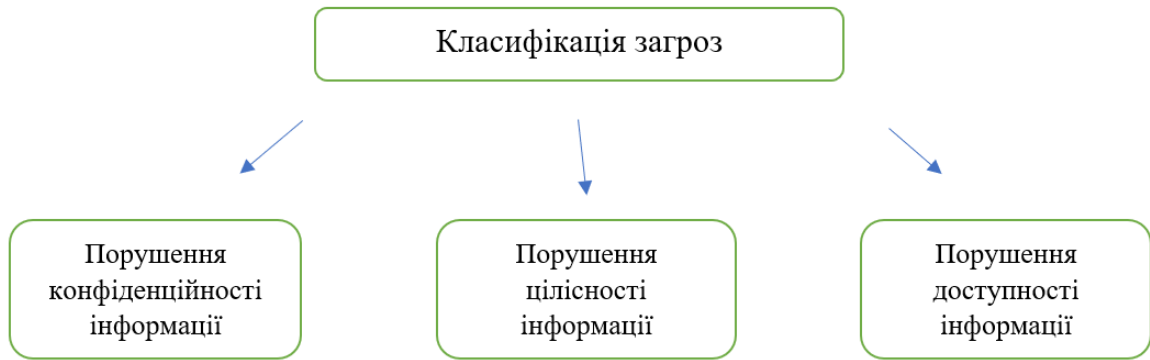 Класифікація загроз
Порушення
конфіденційності
інформації
Порушення
цілісності
інформації
Порушення
доступності
інформації